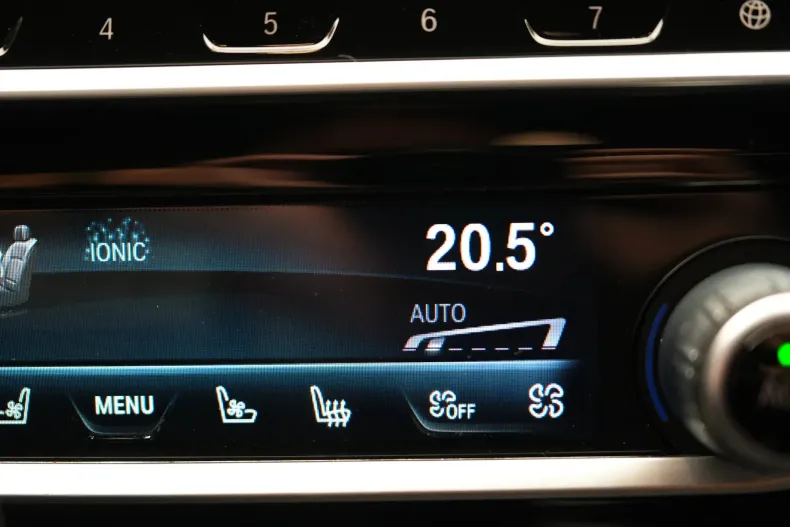 4 5 6 7
IONIC 20.5°
AUTO
MENU OFF